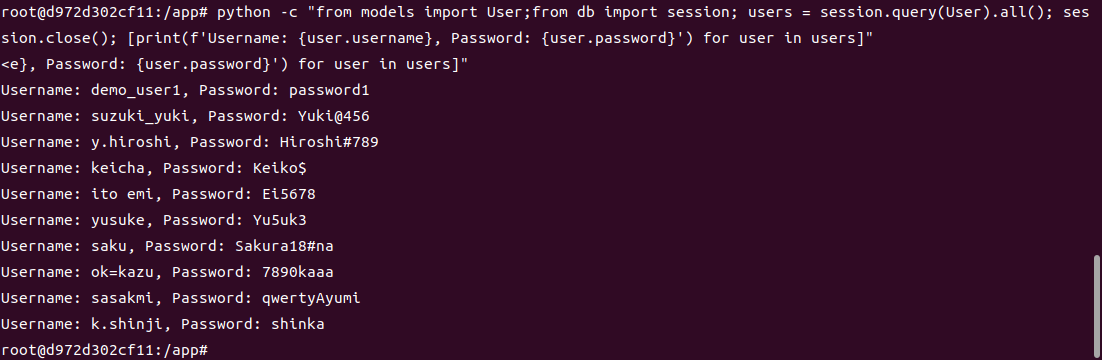 root@d972d302cf11:/app# python -c "from models import User;from db import session; users = session.query(User).all(); ses
sion.close(); [print(f'Username: {user.username}, Password: {user.password}') for user in users]"
<e}, Password: {user.password}') for user in users]"
Username: demo_user1, Password: password1
Username: suzuki_yuki, Password: Yuki@456
Username: y.hiroshi, Password: Hiroshi#789
Username: keicha, Password: Keiko$
Username: ito emi, Password: Ei5678
Username: yusuke, Password: Yu5uk3
Username: saku, Password: Sakura18#na
Username: ok=kazu, Password: 7890kaaa
Username: sasakmi, Password: qwertyAyumi
Username: k.shinji, Password: shinka
root@d972d302cf11:/app#